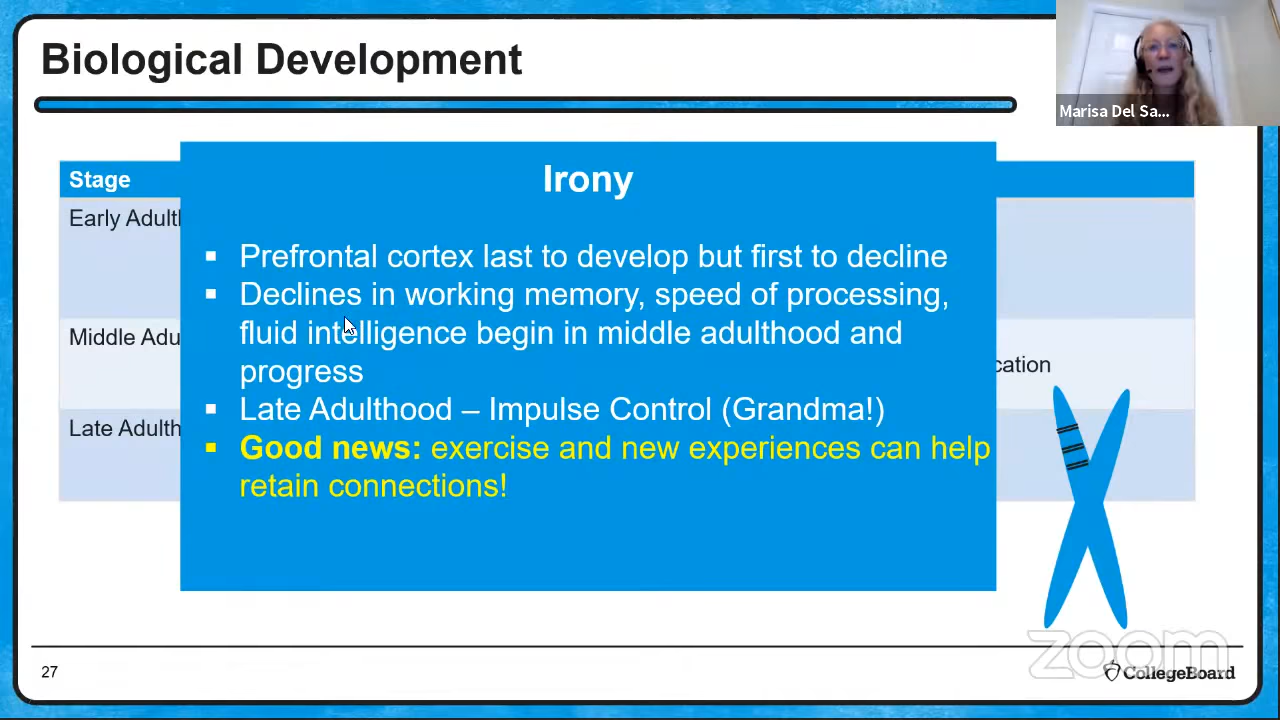 Biological Development
Marisa Del Sa...
Stage
Irony
Early Adulth
▪ Prefrontal cortex last to develop but first to decline
▪ Declines in working memory, speed of processing,
fluid intelligence begin in middle adulthood and
progress
Middle Adu
cation
▪ Late Adulthood – Impulse Control (Grandma!)
Late Adulth
▪ Good news: exercise and new experiences can help
retain connections!
zoom
27
CollegeBoard